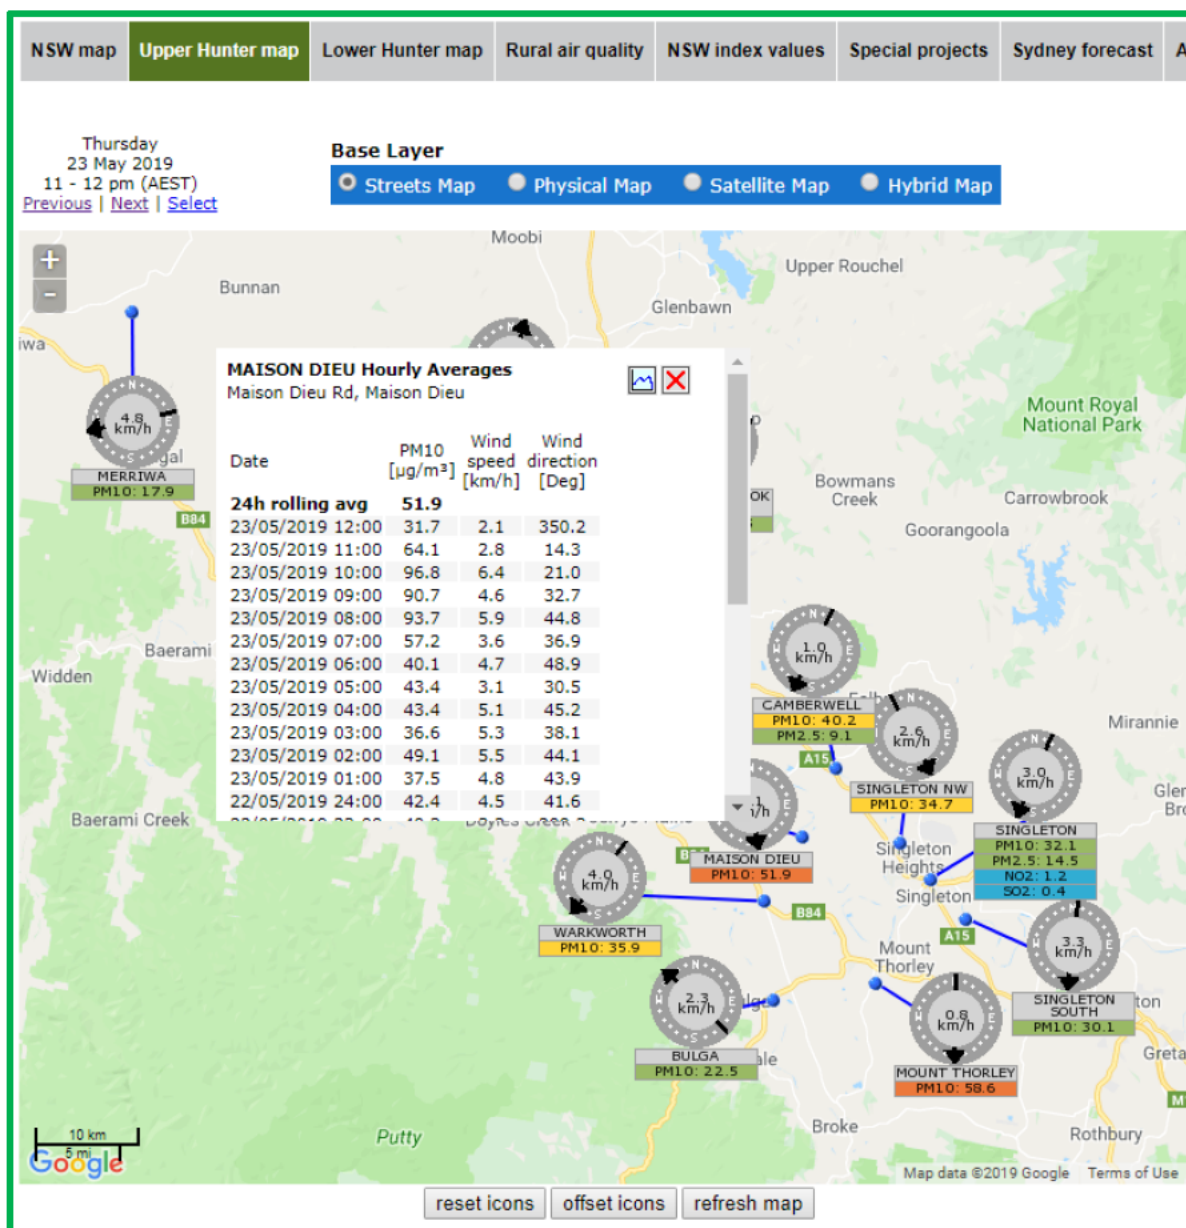 NSW map Upper Hunter map Lower Hunter map Rural air quality NSW index values Special projects Sydney forecast A
Thursday
23 May 2019
11 - 12 pm (AEST)
Previous | Next | Select
Base Layer
Streets Map Physical Map Satellite Map Hybrid Map
+
-
Moobi
Upper Rouchel
Bunnan
Glenbawn
iwa
MAISON DIEU Hourly Averages
Maison Dieu Rd, Maison Dieu
Date PM10 [µg/m³] Wind speed [km/h] Wind direction [Deg]
24h rolling avg 51.9
23/05/2019 12:00 31.7 2.1 350.2
23/05/2019 11:00 64.1 2.8 14.3
23/05/2019 10:00 96.8 6.4 21.0
23/05/2019 09:00 90.7 4.6 32.7
23/05/2019 08:00 93.7 5.9 44.8
23/05/2019 07:00 57.2 3.6 36.9
23/05/2019 06:00 40.1 4.7 48.9
23/05/2019 05:00 43.4 3.1 30.5
23/05/2019 04:00 43.4 5.1 45.2
23/05/2019 03:00 36.6 5.3 38.1
23/05/2019 02:00 49.1 5.5 44.1
23/05/2019 01:00 37.5 4.8 43.9
22/05/2019 24:00 42.4 4.5 41.6
N
E
S
4.8
km/h
gal
MERRIWA
PM10: 17.9
B84
Mount Royal
National Park
Bowmans
Creek
OK
Carrowbrook
Goorangoola
Baerami
Widden
Mirannie
Baerami Creek
1.0
km/h
CAMBERWELL
PM10: 40.2
PM2.5: 9.1
A15
2.6
km/h
SINGLETON NW
PM10: 34.7
3.0
km/h
SINGLETON
PM10: 32.1
PM2.5: 14.5
NO2: 1.2
SO2: 0.4
Singleton
Heights
Singleton
MAISON DIEU
PM10: 51.9
4.0
km/h
WARKWORTH
PM10: 35.9
B84
A15
Mount
Thorley
3.3
km/h
SINGLETON
SOUTH
PM10: 30.1
ton
2.3
km/h
BULGA
PM10: 22.5
ale
0.8
km/h
MOUNT THORLEY
PM10: 58.6
Greta
M
Broke
Rothbury
Putty
10 km
5 mi
Google
Map data ©2019 Google Terms of Use
reset icons offset icons refresh map